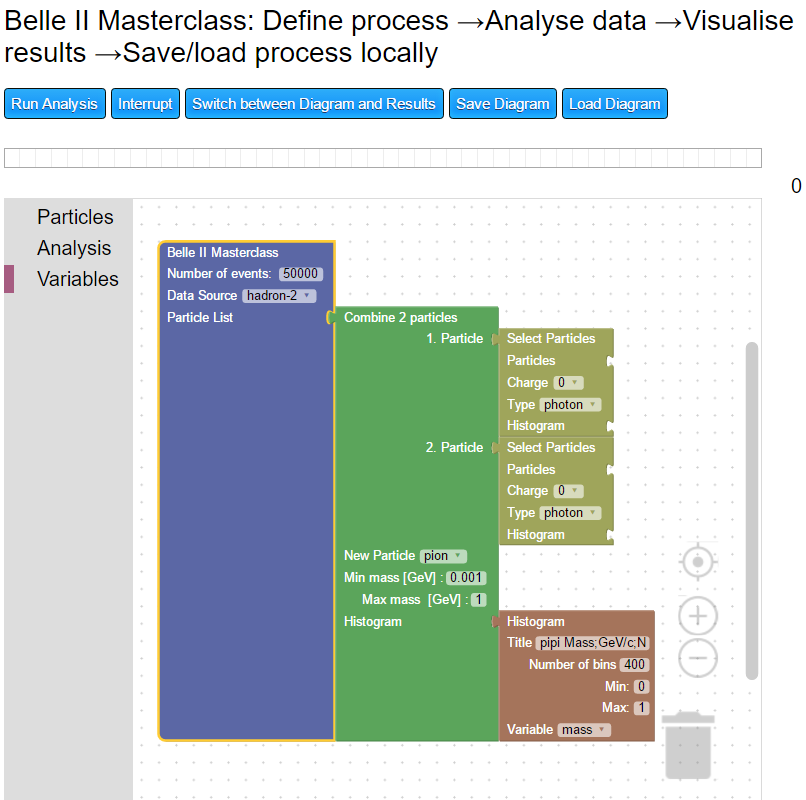 Belle II Masterclass: Define process →Analyse data →Visualise
results →Save/load process locally
Run Analysis Interrupt Switch between Diagram and Results Save Diagram Load Diagram
0
Particles
Analysis
Variables
Belle II Masterclass
Number of events: 50000
Data Source hadron-2
Particle List
Combine 2 particles
1. Particle
Select Particles
Particles
Charge 0
Type photon
Histogram
2. Particle
Select Particles
Particles
Charge 0
Type photon
Histogram
New Particle pion
Min mass [GeV] : 0.001
Max mass [GeV] : 1
Histogram
Histogram
Title pipi Mass;GeV/c;N
Number of bins 400
Min: 0
Max: 1
Variable mass